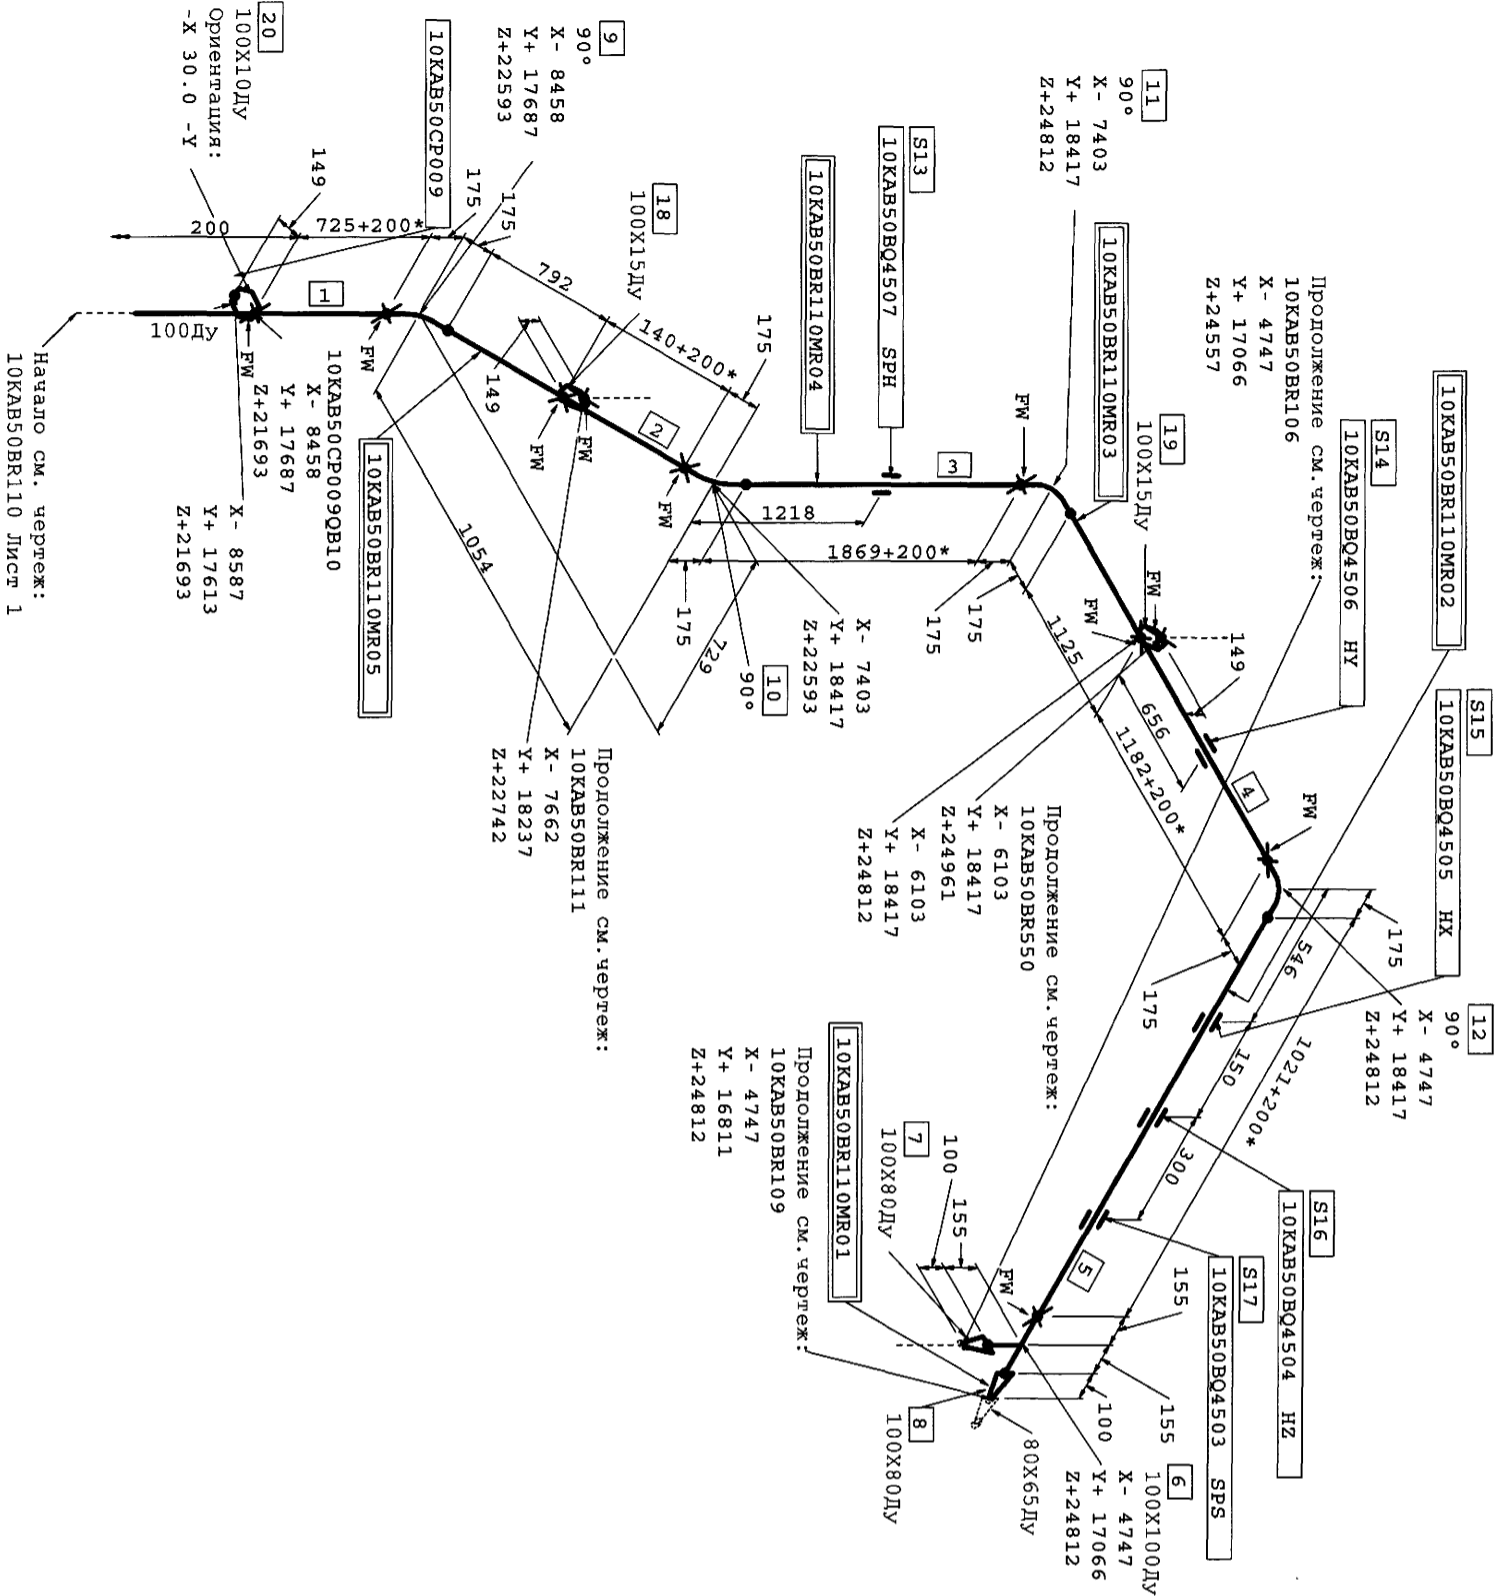 20
100X10Ду
Ориентация:
-X 30.0 -Y
10KAB50CP009
9
90°
X- 8458
Y+ 17687
Z+22593
11
90°
X- 7403
Y+ 18417
Z+24812
S13
10KAB50BQ4507 SPH
10KAB50BR110MR04
18
100X15Ду
10KAB50BR110MR03
19
100X15Ду
Продолжение см.чертеж:
10KAB50BR106
X- 4747
Y+ 17066
Z+24557
10KAB50BR110MR02
S14
10KAB50BQ4506 HY
S15
10KAB50BQ4505 HX
12
90°
X- 4747
Y+ 18417
Z+24812
S16
10KAB50BQ4504 HZ
S17
10KAB50BQ4503 SPS
6
100X100Ду
X- 4747
Y+ 17066
Z+24812
80X65Ду
8
100X80Ду
7
100X80Ду
10KAB50BR110MR01
Продолжение см.чертеж:
10KAB50BR109
X- 4747
Y+ 16811
Z+24812
Продолжение см.чертеж:
10KAB50BR550
X- 6103
Y+ 18417
Z+24961
X- 6103
Y+ 18417
Z+24812
X- 7403
Y+ 18417
Z+22593
10
90°
Продолжение см.чертеж:
10KAB50BR111
X- 7662
Y+ 18237
Z+22742
10KAB50BR110MR05
10KAB50CP009QB10
X- 8458
Y+ 17687
Z+21693
X- 8587
Y+ 17613
Z+21693
Начало см. чертеж:
10KAB50BR110 Лист 1
100Ду
200
149
725+200*
175
175
792
140+200*
175
149
1054
729
1218
1869+200*
175
175
175
1125
1182+200*
656
149
175
175
546
150
300
1021+200*
155
155
100
155
100
1
2
3
4
5
FW
FW
FW
FW
FW
FW
FW
FW
FW
FW